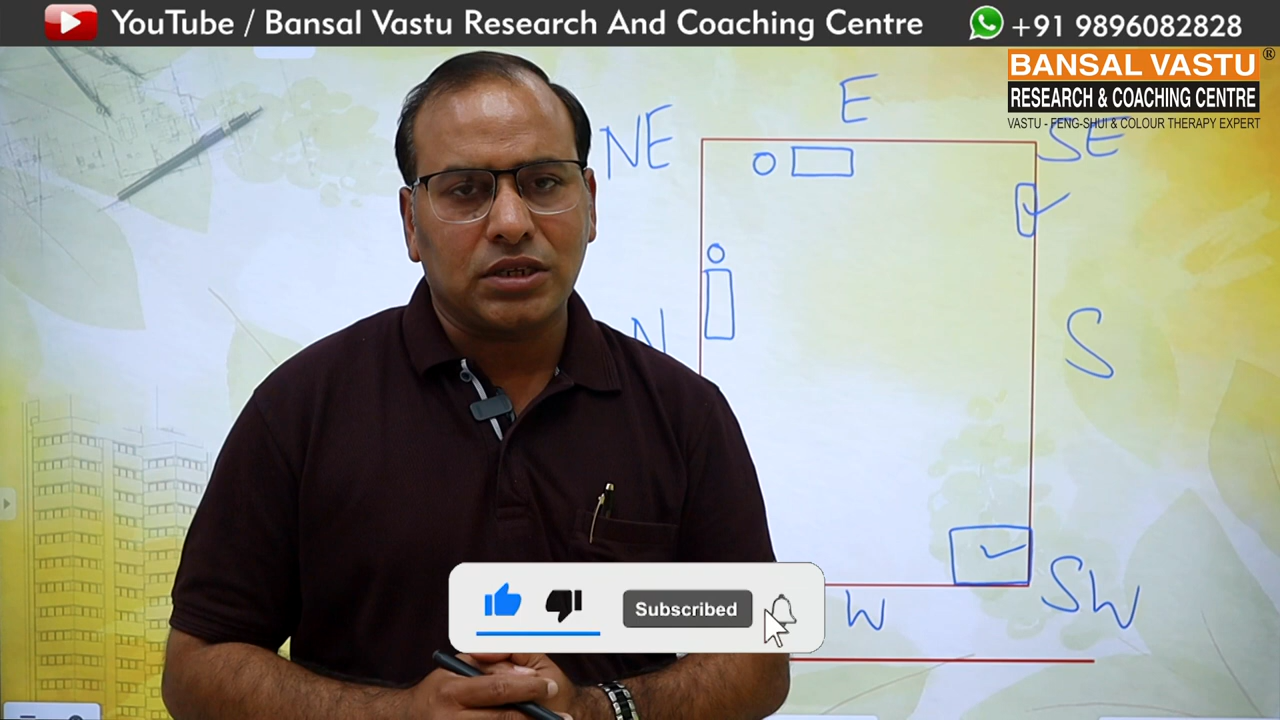 YouTube / Bansal Vastu Research And Coaching Centre
+91 9896082828
BANSAL VASTU®
RESEARCH & COACHING CENTRE
VASTU - FENG-SHUI & COLOUR THERAPY EXPERT
E
NE
SE
N
S
SW
W
Subscribed